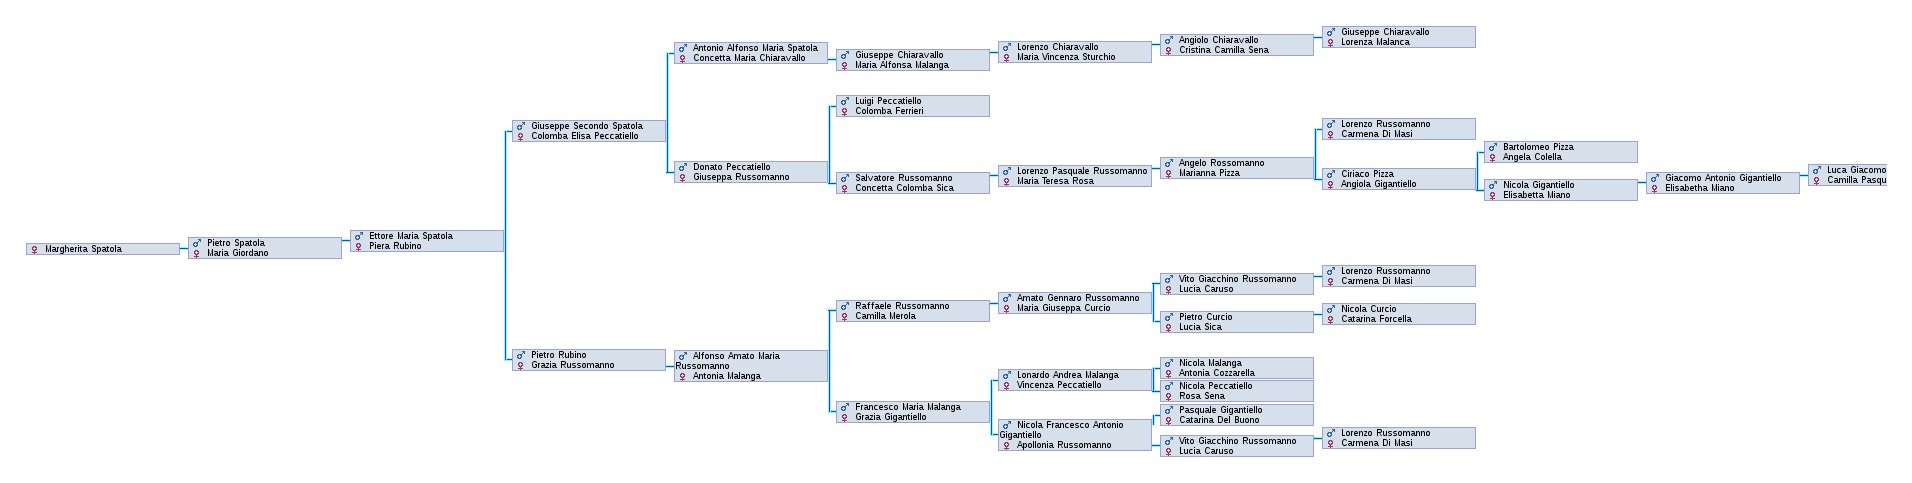 Margherita Spatola
Pietro Spatola
Maria Giordano
Ettore Maria Spatola
Piera Rubino
Giuseppe Secondo Spatola
Colomba Elisa Peccatiello
Pietro Rubino
Grazia Russomanno
Antonio Alfonso Maria Spatola
Concetta Maria Chiaravallo
Donato Peccatiello
Giuseppa Russomanno
Alfonso Amato Maria
Russomanno
Antonia Malanga
Giuseppe Chiaravallo
Maria Alfonsa Malanga
Luigi Peccatiello
Colomba Ferrieri
Salvatore Russomanno
Concetta Colomba Sica
Raffaele Russomanno
Camilla Merola
Francesco Maria Malanga
Grazia Gigantiello
Lorenzo Chiaravallo
Maria Vincenza Sturchio
Lorenzo Pasquale Russomanno
Maria Teresa Rosa
Amato Gennaro Russomanno
Maria Giuseppa Curcio
Lonardo Andrea Malanga
Vincenza Peccatiello
Nicola Francesco Antonio
Gigantiello
Apollonia Russomanno
Angiolo Chiaravallo
Cristina Camilla Sena
Angelo Rossomanno
Marianna Pizza
Vito Giacchino Russomanno
Lucia Caruso
Pietro Curcio
Lucia Sica
Nicola Malanga
Antonia Cozzarella
Nicola Peccatiello
Rosa Sena
Pasquale Gigantiello
Catarina Del Buono
Vito Giacchino Russomanno
Lucia Caruso
Giuseppe Chiaravallo
Lorenza Malanca
Lorenzo Russomanno
Carmena Di Masi
Ciriaco Pizza
Angiola Gigantiello
Lorenzo Russomanno
Carmena Di Masi
Nicola Curcio
Catarina Forcella
Lorenzo Russomanno
Carmena Di Masi
Bartolomeo Pizza
Angela Colella
Nicola Gigantiello
Elisabetta Miano
Giacomo Antonio Gigantiello
Elisabetha Miano
Luca Giacomo
Camilla Pasqu